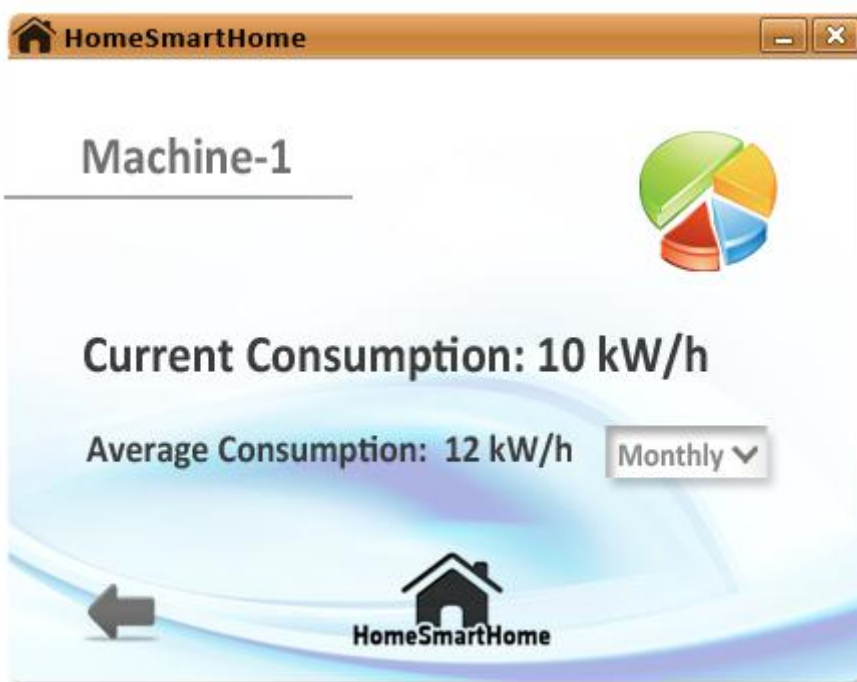 HomeSmartHome
Machine-1
Current Consumption: 10 kW/h
Average Consumption: 12 kW/h Monthly
HomeSmartHome